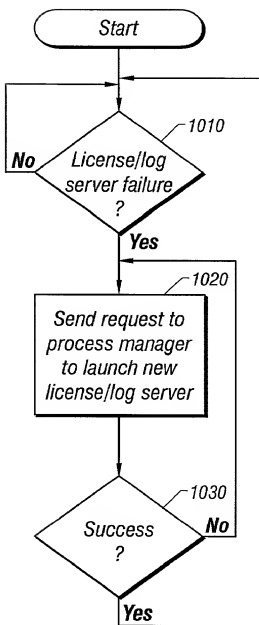 Start
1010
No
License/log
server failure
?
Yes
1020
Send request to
process manager
to launch new
license/log server
1030
Success
?
No
Yes